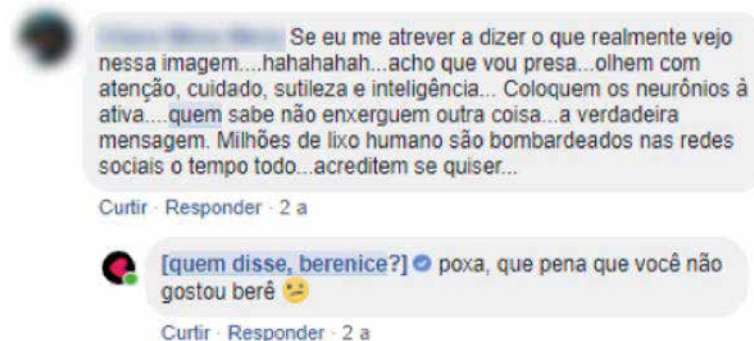 Se eu me atrever a dizer o que realmente vejo
nessa imagem....hahahahah...acho que vou presa...olhem com
atenção, cuidado, sutileza e inteligência... Coloquem os neurônios à
ativa....quem sabe não enxerguem outra coisa...a verdadeira
mensagem. Milhões de lixo humano são bombardeados nas redes
sociais o tempo todo...acreditem se quiser...
Curtir · Responder · 2 a
[quem disse, berenice?] poxa, que pena que você não
gostou berê
Curtir · Responder · 2 a